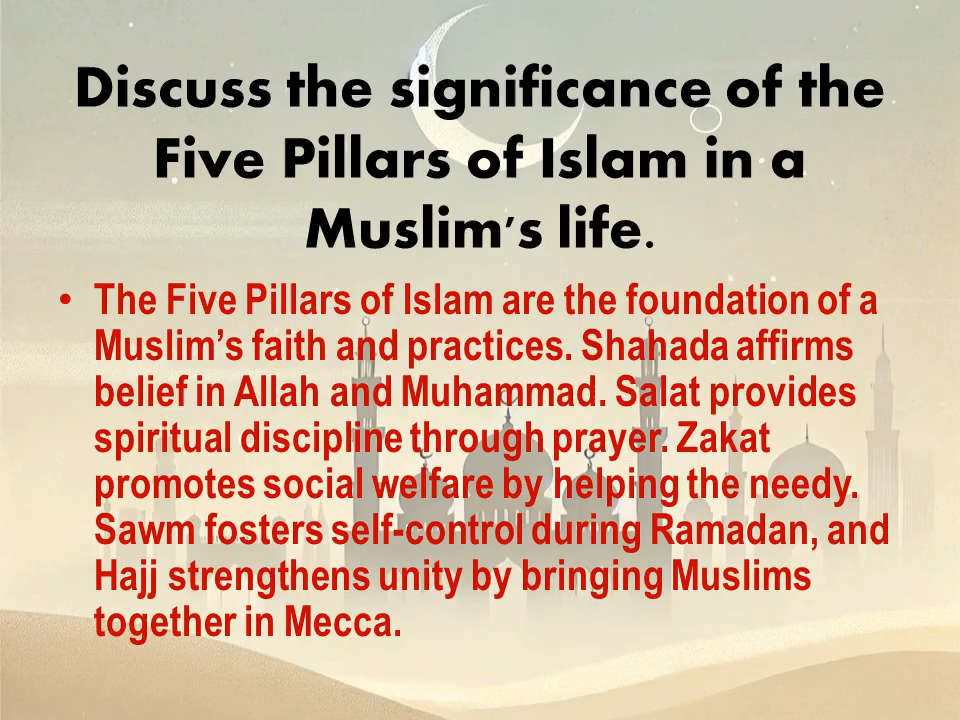 Discuss the significance of the
Five Pillars of Islam in a
Muslim's life.
• The Five Pillars of Islam are the foundation of a
Muslim’s faith and practices. Shahada affirms
belief in Allah and Muhammad. Salat provides
spiritual discipline through prayer. Zakat
promotes social welfare by helping the needy.
Sawm fosters self-control during Ramadan, and
Hajj strengthens unity by bringing Muslims
together in Mecca.